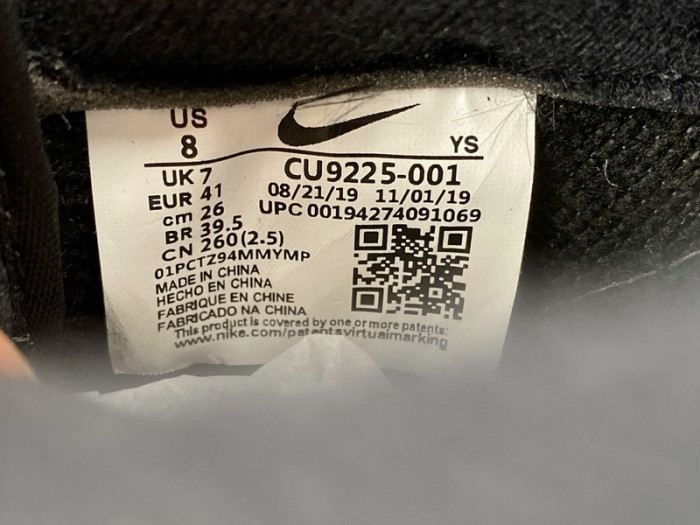 US
8
YS
UK 7
EUR 41
cm 26
BR 39.5
CN 260(2.5)
CU9225-001
08/21/19 11/01/19
UPC 00194274091069
01PCTZ94MMYMP
MADE IN CHINA
HECHO EN CHINA
FABRIQUE EN CHINE
FABRICADO NA CHINA
This product is covered by one or more patents:
www.nike.com/patentsvirtualmarking